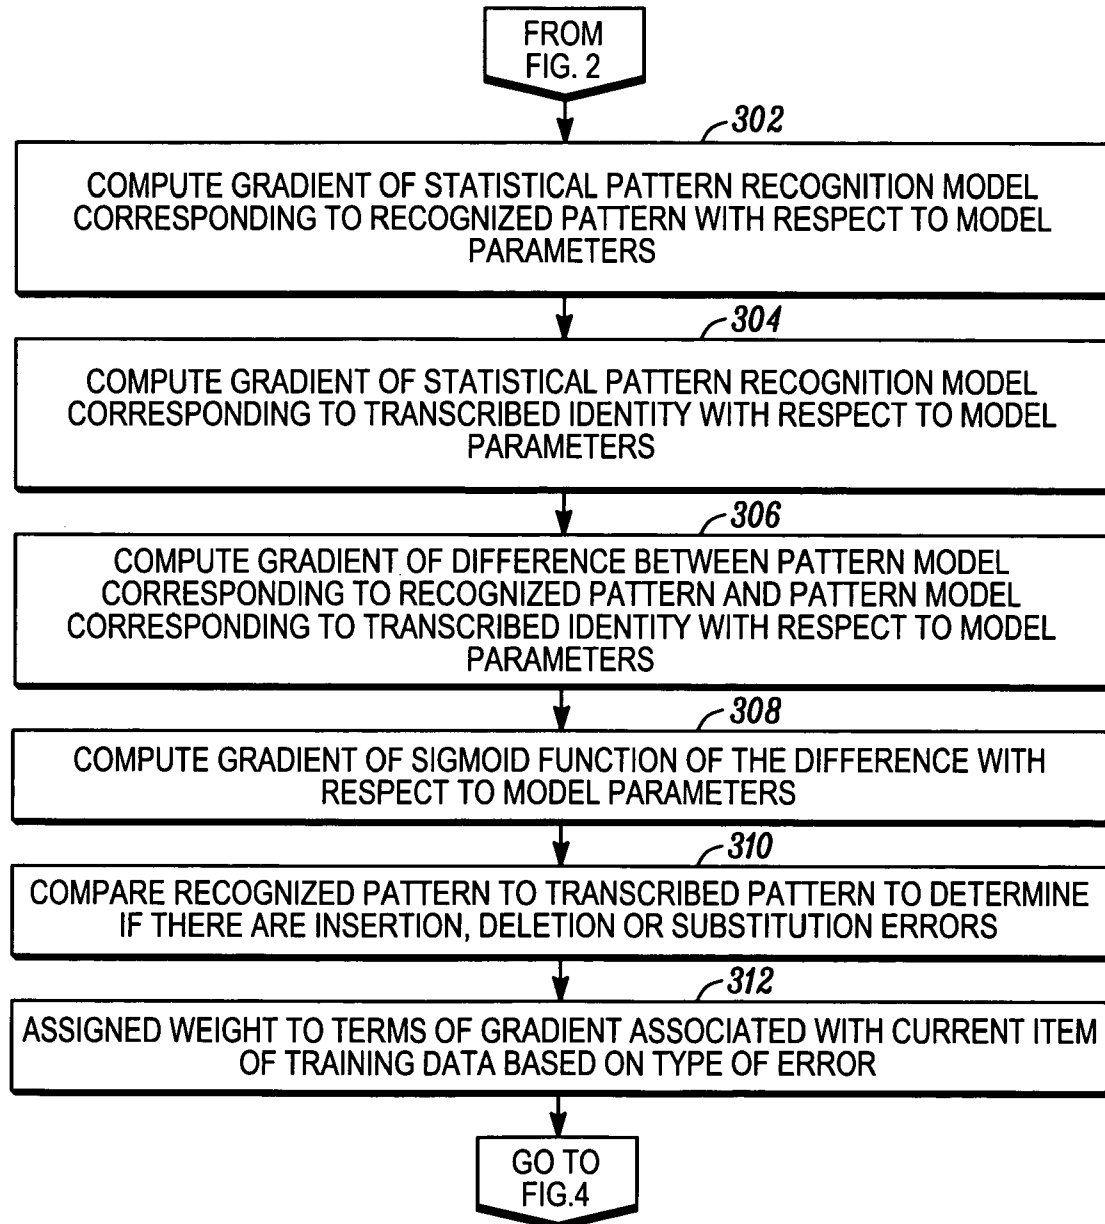 FROM
FIG. 2
302
COMPUTE GRADIENT OF STATISTICAL PATTERN RECOGNITION MODEL
CORRESPONDING TO RECOGNIZED PATTERN WITH RESPECT TO MODEL
PARAMETERS
304
COMPUTE GRADIENT OF STATISTICAL PATTERN RECOGNITION MODEL
CORRESPONDING TO TRANSCRIBED IDENTITY WITH RESPECT TO MODEL
PARAMETERS
306
COMPUTE GRADIENT OF DIFFERENCE BETWEEN PATTERN MODEL
CORRESPONDING TO RECOGNIZED PATTERN AND PATTERN MODEL
CORRESPONDING TO TRANSCRIBED IDENTITY WITH RESPECT TO MODEL
PARAMETERS
308
COMPUTE GRADIENT OF SIGMOID FUNCTION OF THE DIFFERENCE WITH
RESPECT TO MODEL PARAMETERS
310
COMPARE RECOGNIZED PATTERN TO TRANSCRIBED PATTERN TO DETERMINE
IF THERE ARE INSERTION, DELETION OR SUBSTITUTION ERRORS
312
ASSIGNED WEIGHT TO TERMS OF GRADIENT ASSOCIATED WITH CURRENT ITEM
OF TRAINING DATA BASED ON TYPE OF ERROR
GO TO
FIG.4